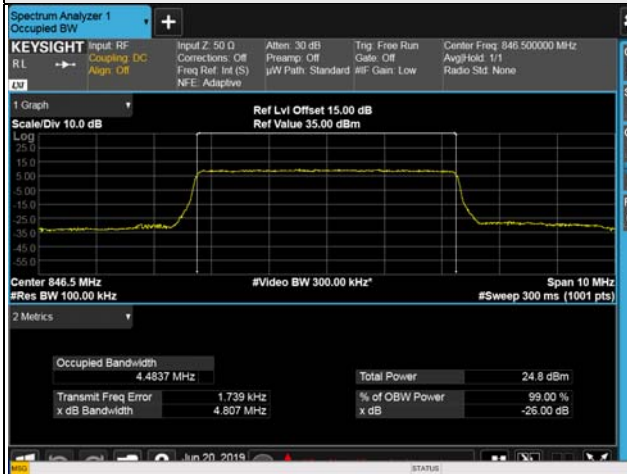 Spectrum Analyzer 1
Occupied BW
KEYSIGHT Input: RF Input Z: 50 Ω Atten: 30 dB Trig: Free Run Center Freq: 846.500000 MHz
RL Coupling: DC Corrections: Off Preamp: Off Gate: Off Avg|Hold: 1/1
Align: Off Freq Ref: Int (S) µW Path: Standard #IF Gain: Low Radio Std: None
LXI NFE: Adaptive
1 Graph Ref Lvl Offset 15.00 dB
Scale/Div 10.0 dB Ref Value 35.00 dBm
Log
25.0
15.0
5.00
-5.00
-15.0
-25.0
-35.0
-45.0
-55.0
Center 846.5 MHz #Video BW 300.00 kHz* Span 10 MHz
#Res BW 100.00 kHz #Sweep 300 ms (1001 pts)
2 Metrics
Occupied Bandwidth
4.4837 MHz Total Power 24.8 dBm
Transmit Freq Error 1.739 kHz % of OBW Power 99.00 %
x dB Bandwidth 4.807 MHz x dB -26.00 dB
Jun 20, 2019
MSG STATUS